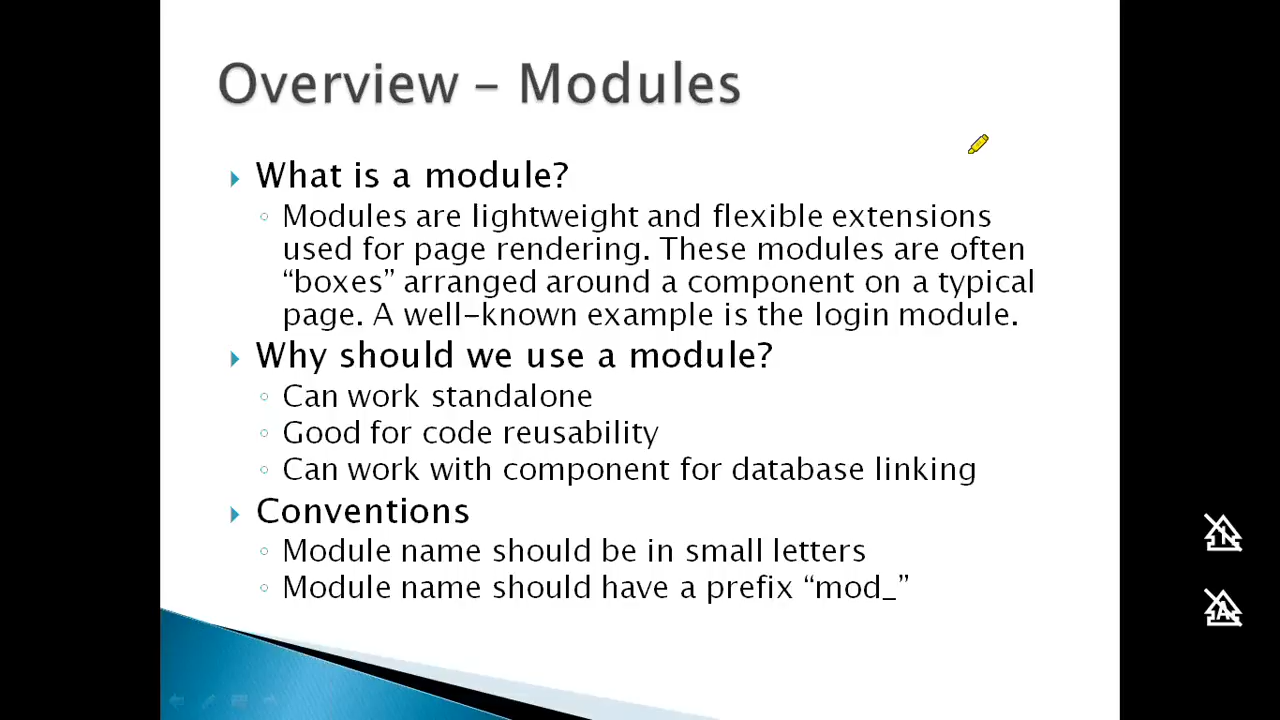 Overview – Modules
What is a module?
Modules are lightweight and flexible extensions
used for page rendering. These modules are often
“boxes” arranged around a component on a typical
page. A well-known example is the login module.
Why should we use a module?
Can work standalone
Good for code reusability
Can work with component for database linking
Conventions
Module name should be in small letters
Module name should have a prefix “mod_”
1
A